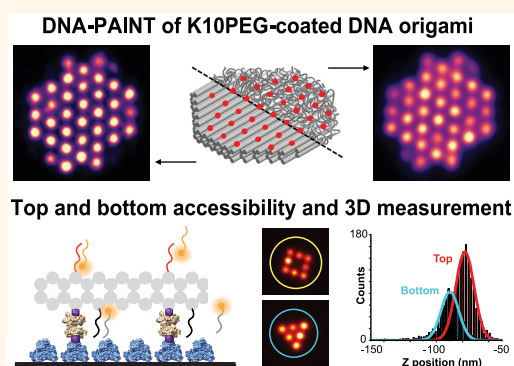 DNA-PAINT of K10PEG-coated DNA origami
Top and bottom accessibility and 3D measurement
180
Counts
0
Top
Bottom
-150
-100
-50
Z position (nm)